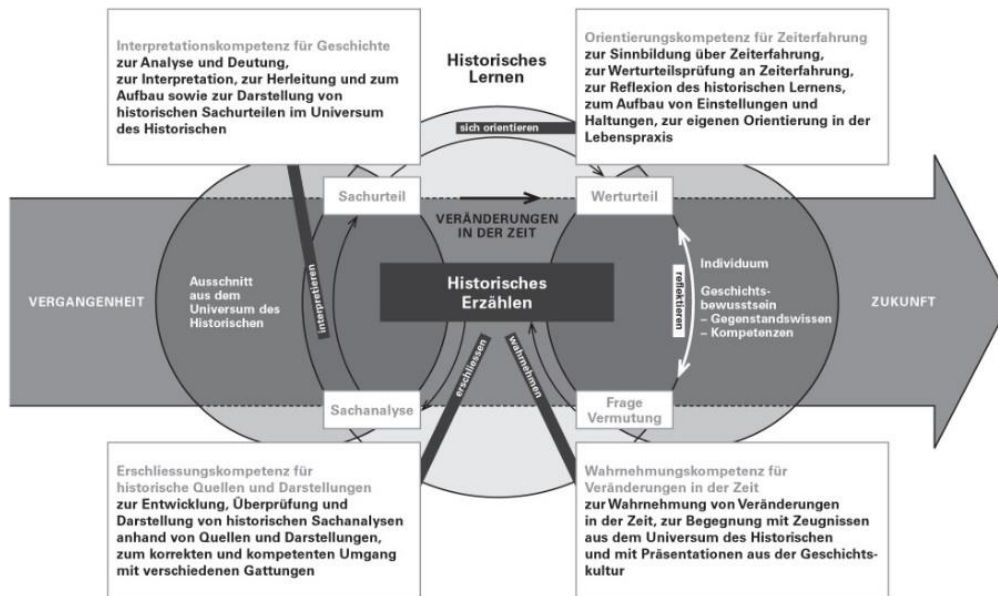 Interpretationskompetenz für Geschichte
zur Analyse und Deutung,
zur Interpretation, zur Herleitung und zum
Aufbau sowie zur Darstellung von
historischen Sachurteilen im Universum
des Historischen
Historisches
Lernen
Orientierungskompetenz für Zeiterfahrung
zur Sinnbildung über Zeiterfahrung,
zur Werturteilsprüfung an Zeiterfahrung,
zur Reflexion des historischen Lernens,
zum Aufbau von Einstellungen und
Haltungen, zur eigenen Orientierung in der
Lebenspraxis
sich orientieren
Sachurteil
Werturteil
VERÄNDERUNGEN
IN DER ZEIT
VERGANGENHEIT
Ausschnitt
aus dem
Universum des
Historischen
interpretieren
Historisches
Erzählen
reflektieren
Individuum
Geschichts-
bewusstsein
– Gegenstandswissen
– Kompetenzen
ZUKUNFT
erschliessen
wahrnehmen
Sachanalyse
Frage
Vermutung
Erschliessungskompetenz für
historische Quellen und Darstellungen
zur Entwicklung, Überprüfung und
Darstellung von historischen Sachanalysen
anhand von Quellen und Darstellungen,
zum korrekten und kompetenten Umgang
mit verschiedenen Gattungen
Wahrnehmungskompetenz für
Veränderungen in der Zeit
zur Wahrnehmung von Veränderungen
in der Zeit, zur Begegnung mit Zeugnissen
aus dem Universum des Historischen
und mit Präsentationen aus der Geschichts-
kultur